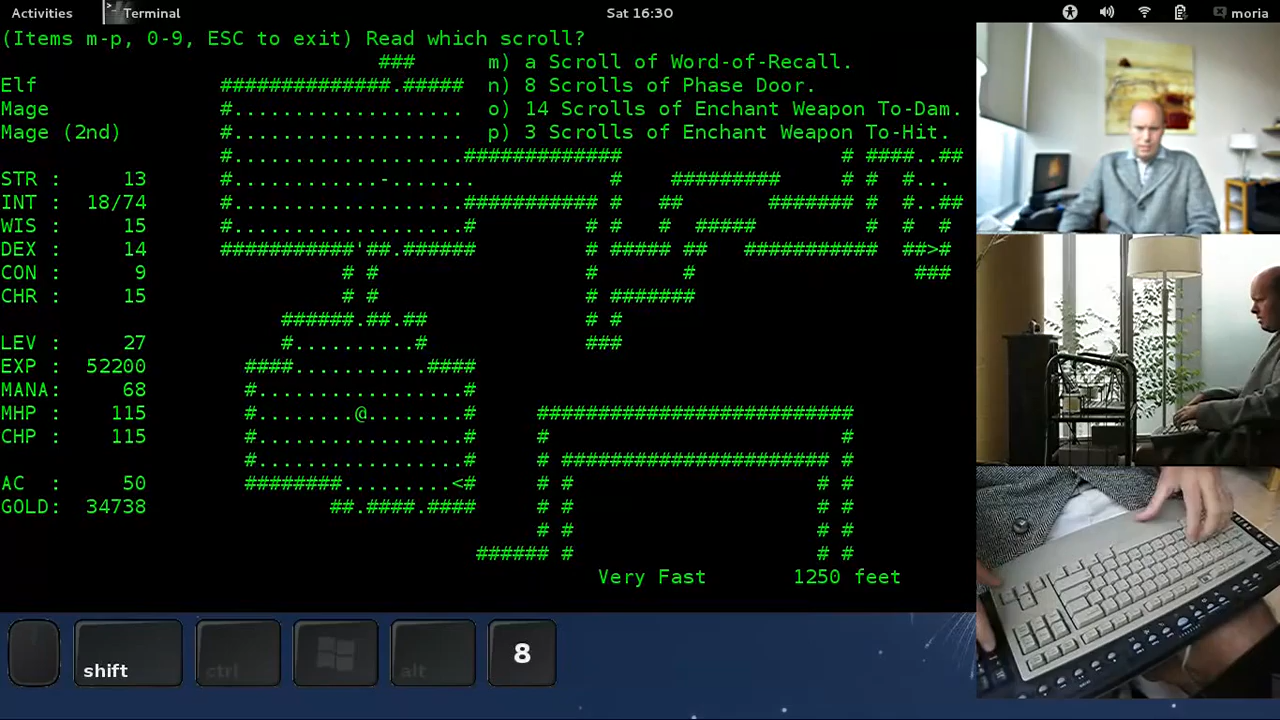 Activities Terminal Sat 16:30 moria
(Items m-p, 0-9, ESC to exit) Read which scroll?
### m) a Scroll of Word-of-Recall.
Elf ##############.##### n) 8 Scrolls of Phase Door.
Mage #................... o) 14 Scrolls of Enchant Weapon To-Dam.
Mage (2nd) #................... p) 3 Scrolls of Enchant Weapon To-Hit.
#....................############# # ####..##
STR : 13 #............-....... # ######### # # #...
INT : 18/74 #....................########### # ## ####### # #..##
WIS : 15 #....................# # # # ##### # #. #
DEX : 14 ###########'##.###### # ##### ## ########### ##>#
CON : 9 # # # # ###
CHR : 15 # # # #######
######.##.## # #
LEV : 27 #..........# ###
EXP : 52200 ####...........####
MANA: 68 #.................#
MHP : 115 #........@........# ###########################
CHP : 115 #.................# # #
#.................# # ####################### #
AC : 50 ########.........<# # # # #
GOLD: 34738 ##.####.#### # # # #
# # # #
###### # # #
Very Fast 1250 feet
shift ctrl alt 8